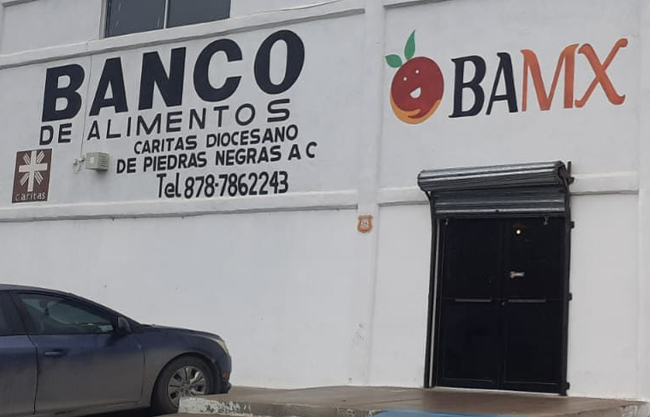 BANCO
DE ALIMENTOS
CARITAS DIOCESANO
DE PIEDRAS NEGRAS A C
Tel 878-7862243
caritas
BAMX